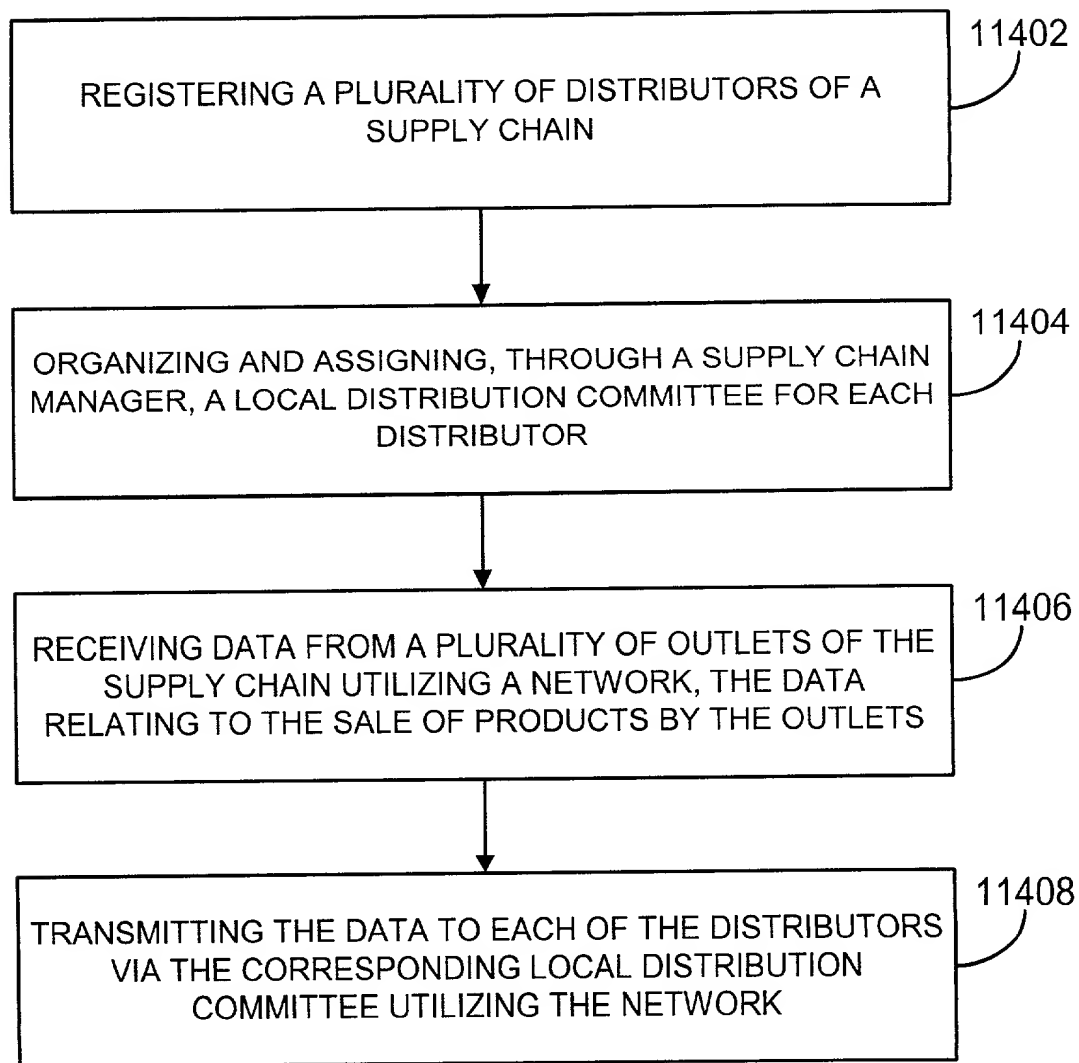 11402
REGISTERING A PLURALITY OF DISTRIBUTORS OF A
SUPPLY CHAIN
11404
ORGANIZING AND ASSIGNING, THROUGH A SUPPLY CHAIN
MANAGER, A LOCAL DISTRIBUTION COMMITTEE FOR EACH
DISTRIBUTOR
11406
RECEIVING DATA FROM A PLURALITY OF OUTLETS OF THE
SUPPLY CHAIN UTILIZING A NETWORK, THE DATA
RELATING TO THE SALE OF PRODUCTS BY THE OUTLETS
11408
TRANSMITTING THE DATA TO EACH OF THE DISTRIBUTORS
VIA THE CORRESPONDING LOCAL DISTRIBUTION
COMMITTEE UTILIZING THE NETWORK